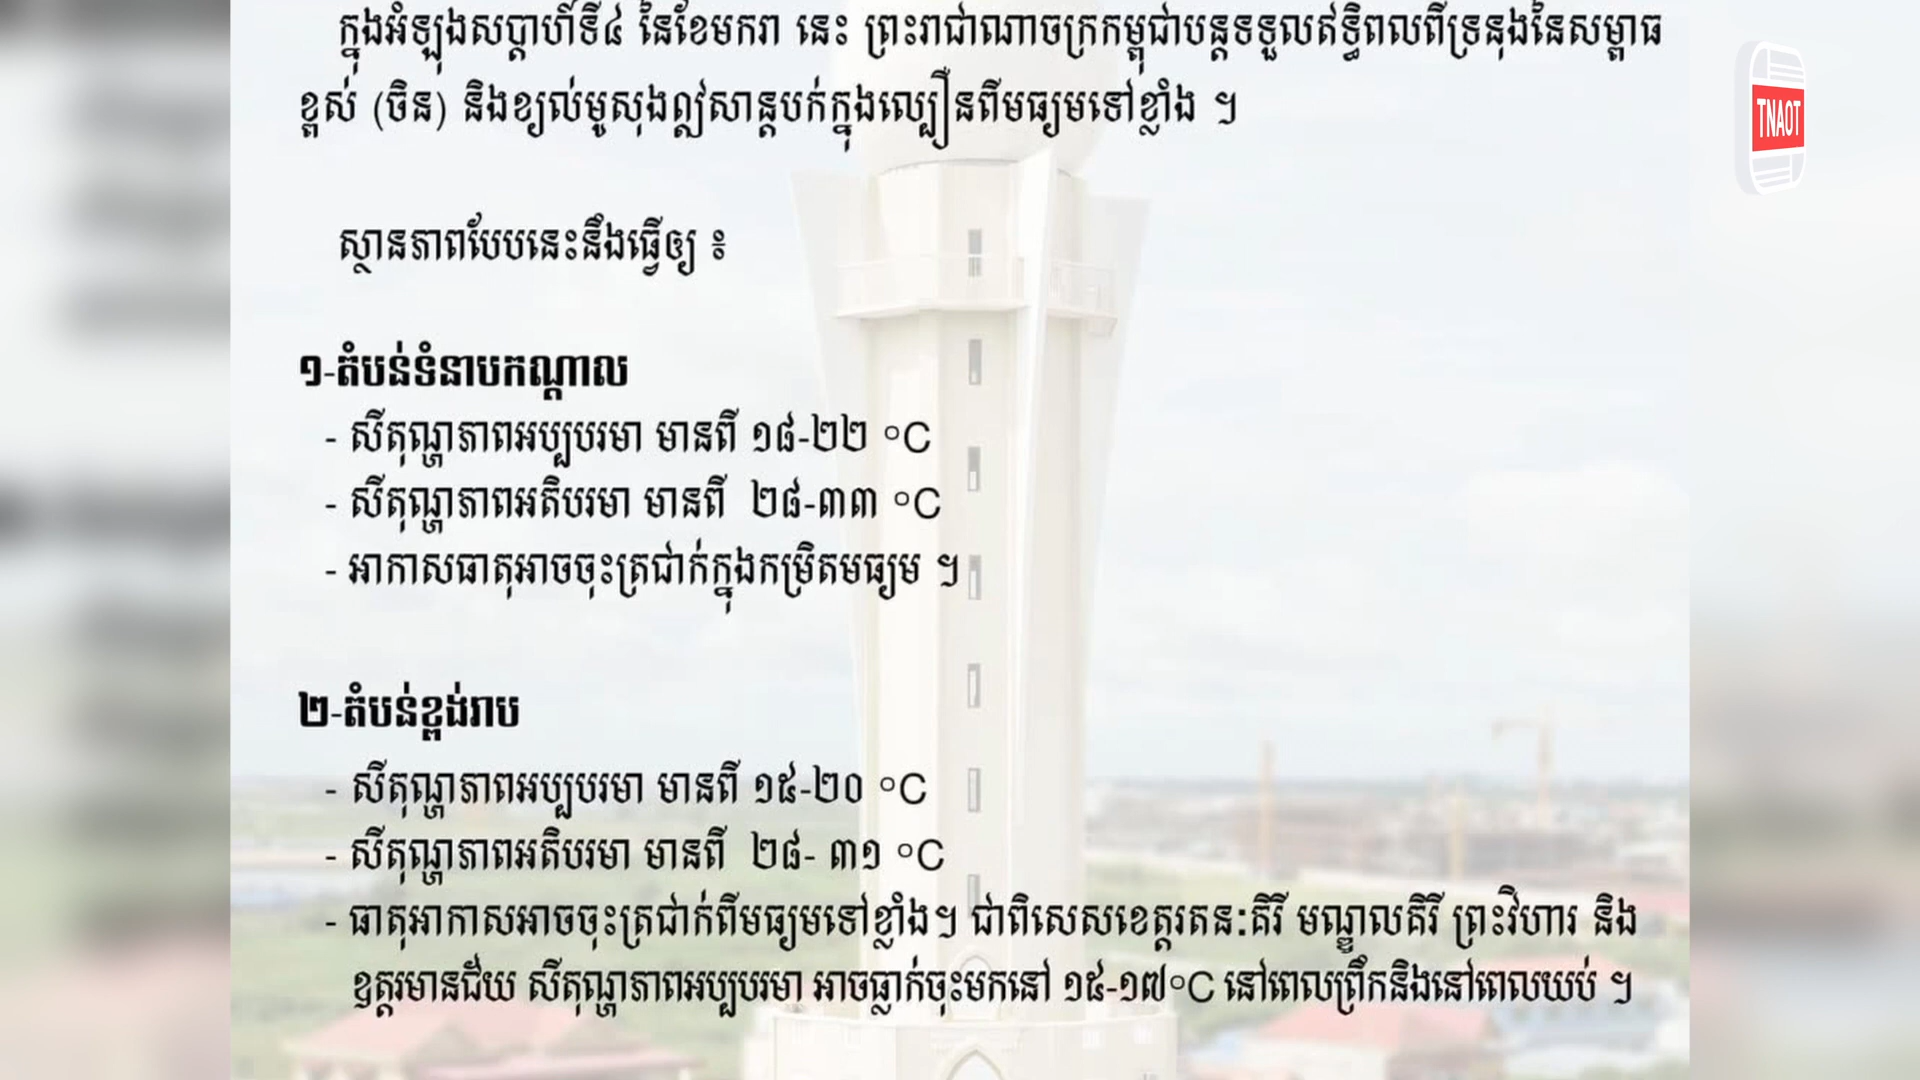 ក្នុងអំឡុងសប្តាហ៍ទី៤ នៃខែមករា នេះ ព្រះរាជាណាចក្រកម្ពុជាបន្តទទួលឥទ្ធិពលពីទ្រនុងនៃសម្ពាធ
ខ្ពស់ (ចិន) និងខ្យល់មូសុងឦសាន្តបក់ក្នុងល្បឿនពីមធ្យមទៅខ្លាំង ។
TNAOT
ស្ថានភាពបែបនេះនឹងធ្វើឲ្យ ៖
១-តំបន់ទំនាបកណ្តាល
- សីតុណ្ហភាពអប្បបរមា មានពី ១៨-២២ °C
- សីតុណ្ហភាពអតិបរមា មានពី ២៨-៣៣ °C
- អាកាសធាតុអាចចុះត្រជាក់ក្នុងកម្រិតមធ្យម ។
២-តំបន់ខ្ពង់រាប
- សីតុណ្ហភាពអប្បបរមា មានពី ១៥-២០ °C
- សីតុណ្ហភាពអតិបរមា មានពី ២៨- ៣១ °C
- ធាតុអាកាសអាចចុះត្រជាក់ពីមធ្យមទៅខ្លាំង។ ជាពិសេសខេត្តរតនៈគិរី មណ្ឌលគិរី ព្រះវិហារ និង
ឧត្តរមានជ័យ សីតុណ្ហភាពអប្បបរមា អាចធ្លាក់ចុះមកនៅ ១៥-១៧°C នៅពេលព្រឹកនិងនៅពេលយប់ ។